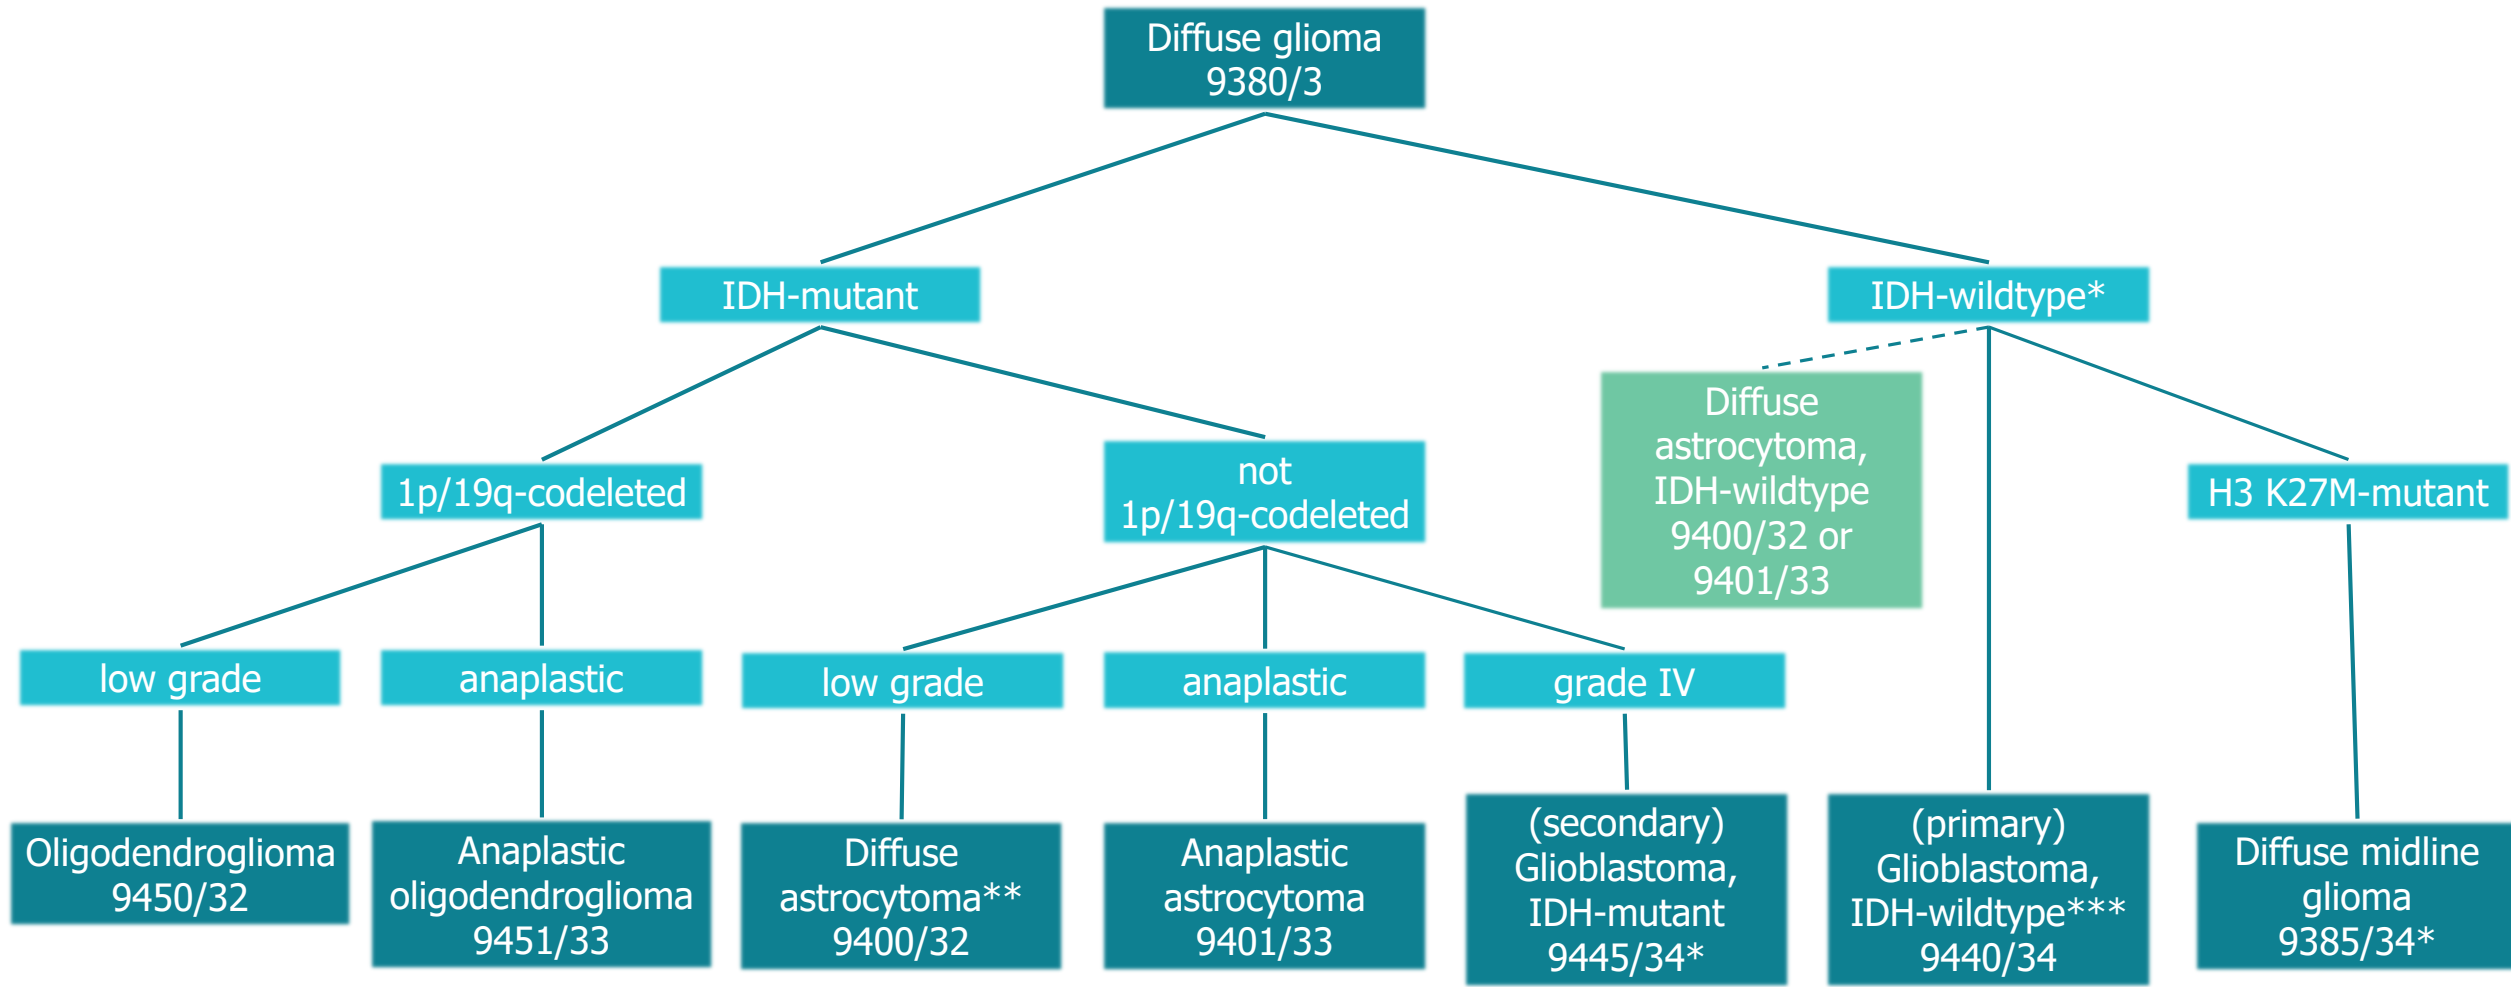 Diffuse glioma
9380/3
IDH-mutant
IDH-wildtype*
Diffuse
astrocytoma,
IDH-wildtype
9400/32 or
9401/33
1p/19q-codeleted
not
1p/19q-codeleted
H3 K27M-mutant
low grade
anaplastic
low grade
anaplastic
grade IV
Oligodendroglioma
9450/32
Anaplastic
oligodendroglioma
9451/33
Diffuse
astrocytoma**
9400/32
Anaplastic
astrocytoma
9401/33
(secondary)
Glioblastoma,
IDH-mutant
9445/34*
(primary)
Glioblastoma,
IDH-wildtype***
9440/34
Diffuse midline
glioma
9385/34*